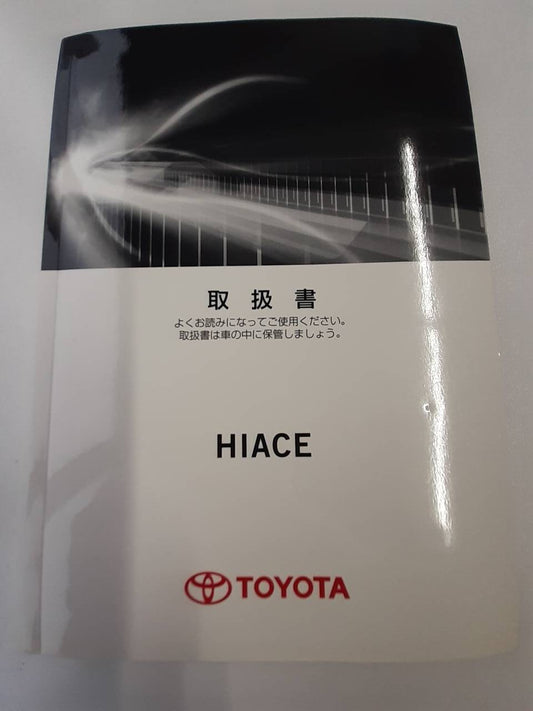 取扱書
よくお読みになってご使用ください。
取扱書は車の中に保管しましょう。
HIACE
TOYOTA